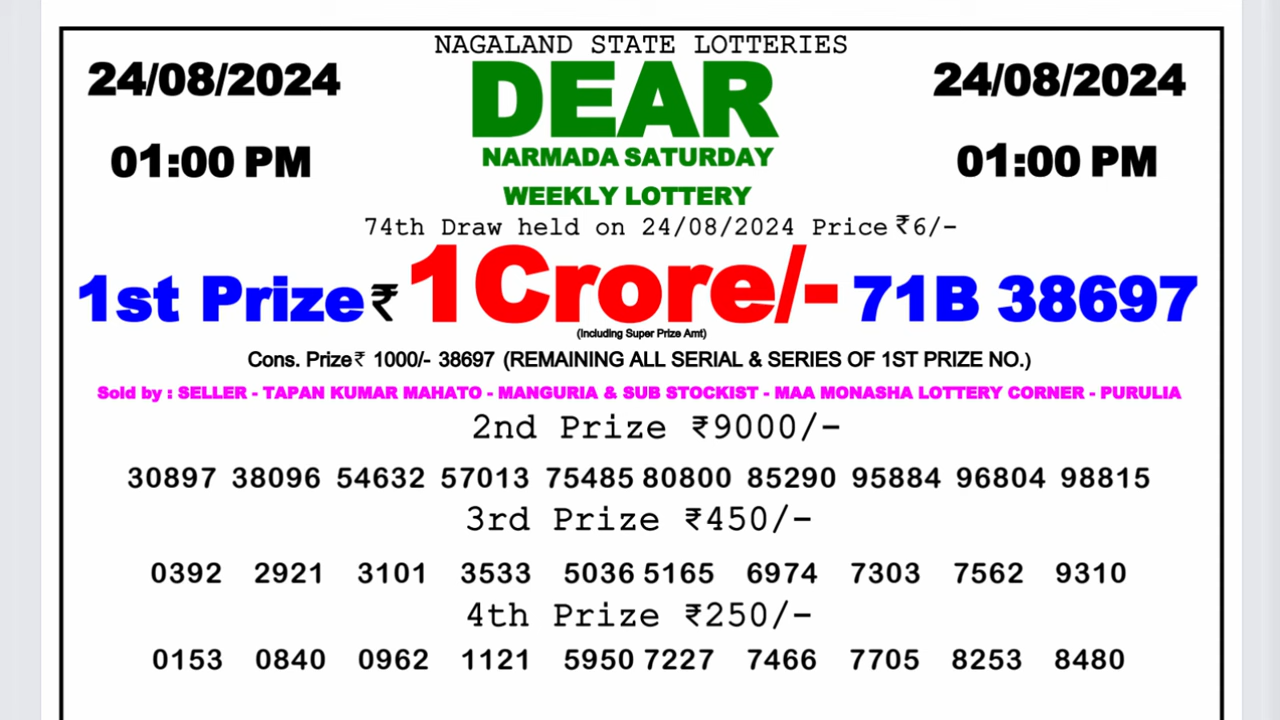 NAGALAND STATE LOTTERIES
24/08/2024 DEAR 24/08/2024
01:00 PM NARMADA SATURDAY 01:00 PM
WEEKLY LOTTERY
74th Draw held on 24/08/2024 Price ₹6/-
1st Prize ₹ 1Crore/- 71B 38697
(Including Super Prize Amt)
Cons. Prize₹ 1000/- 38697 (REMAINING ALL SERIAL & SERIES OF 1ST PRIZE NO.)
Sold by : SELLER - TAPAN KUMAR MAHATO - MANGURIA & SUB STOCKIST - MAA MONASHA LOTTERY CORNER - PURULIA
2nd Prize ₹9000/-
30897 38096 54632 57013 75485 80800 85290 95884 96804 98815
3rd Prize ₹450/-
0392 2921 3101 3533 5036 5165 6974 7303 7562 9310
4th Prize ₹250/-
0153 0840 0962 1121 5950 7227 7466 7705 8253 8480